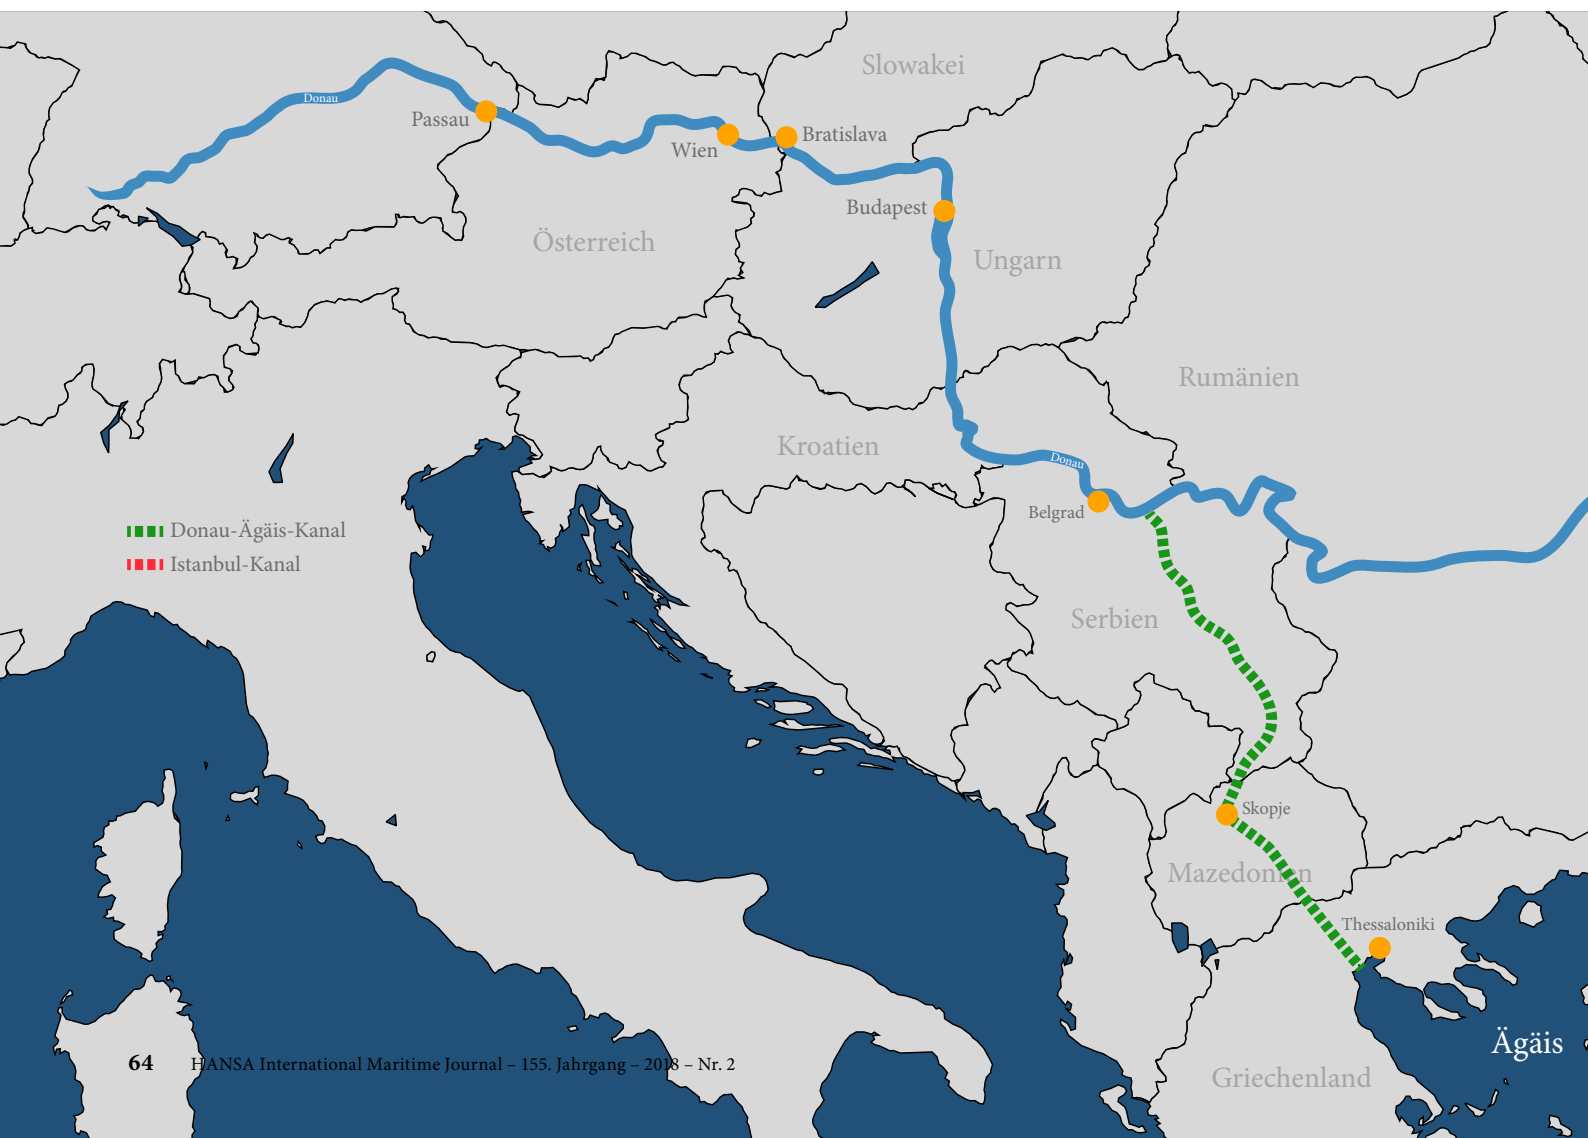 Slowakei
Donau
Passau
Wien
Bratislava
Budapest
Österreich
Ungarn
Rumänien
Kroatien
Donau
Belgrad
Donau-Ägäis-Kanal
Istanbul-Kanal
Serbien
Skopje
Mazedonien
Thessaloniki
Ägäis
64 HANSA International Maritime Journal – 155. Jahrgang – 2018 – Nr. 2
Griechenland